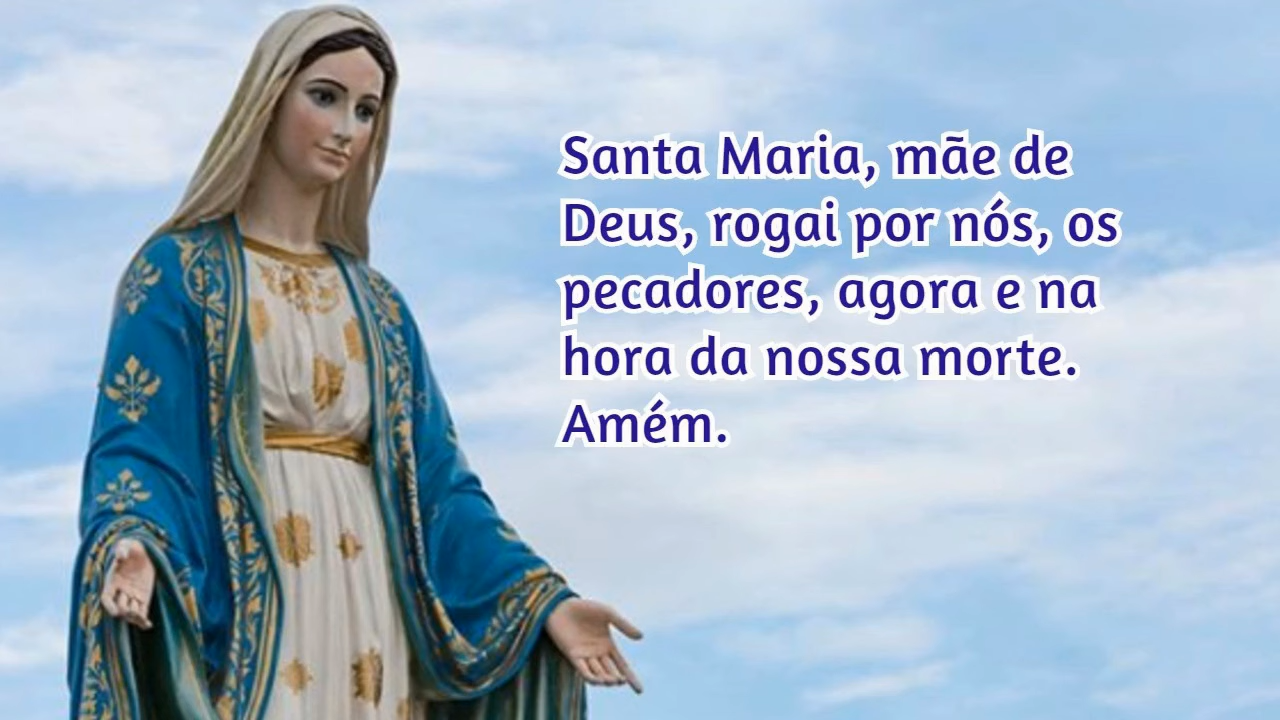 Santa Maria, mãe de
Deus, rogai por nós, os
pecadores, agora e na
hora da nossa morte.
Amém.